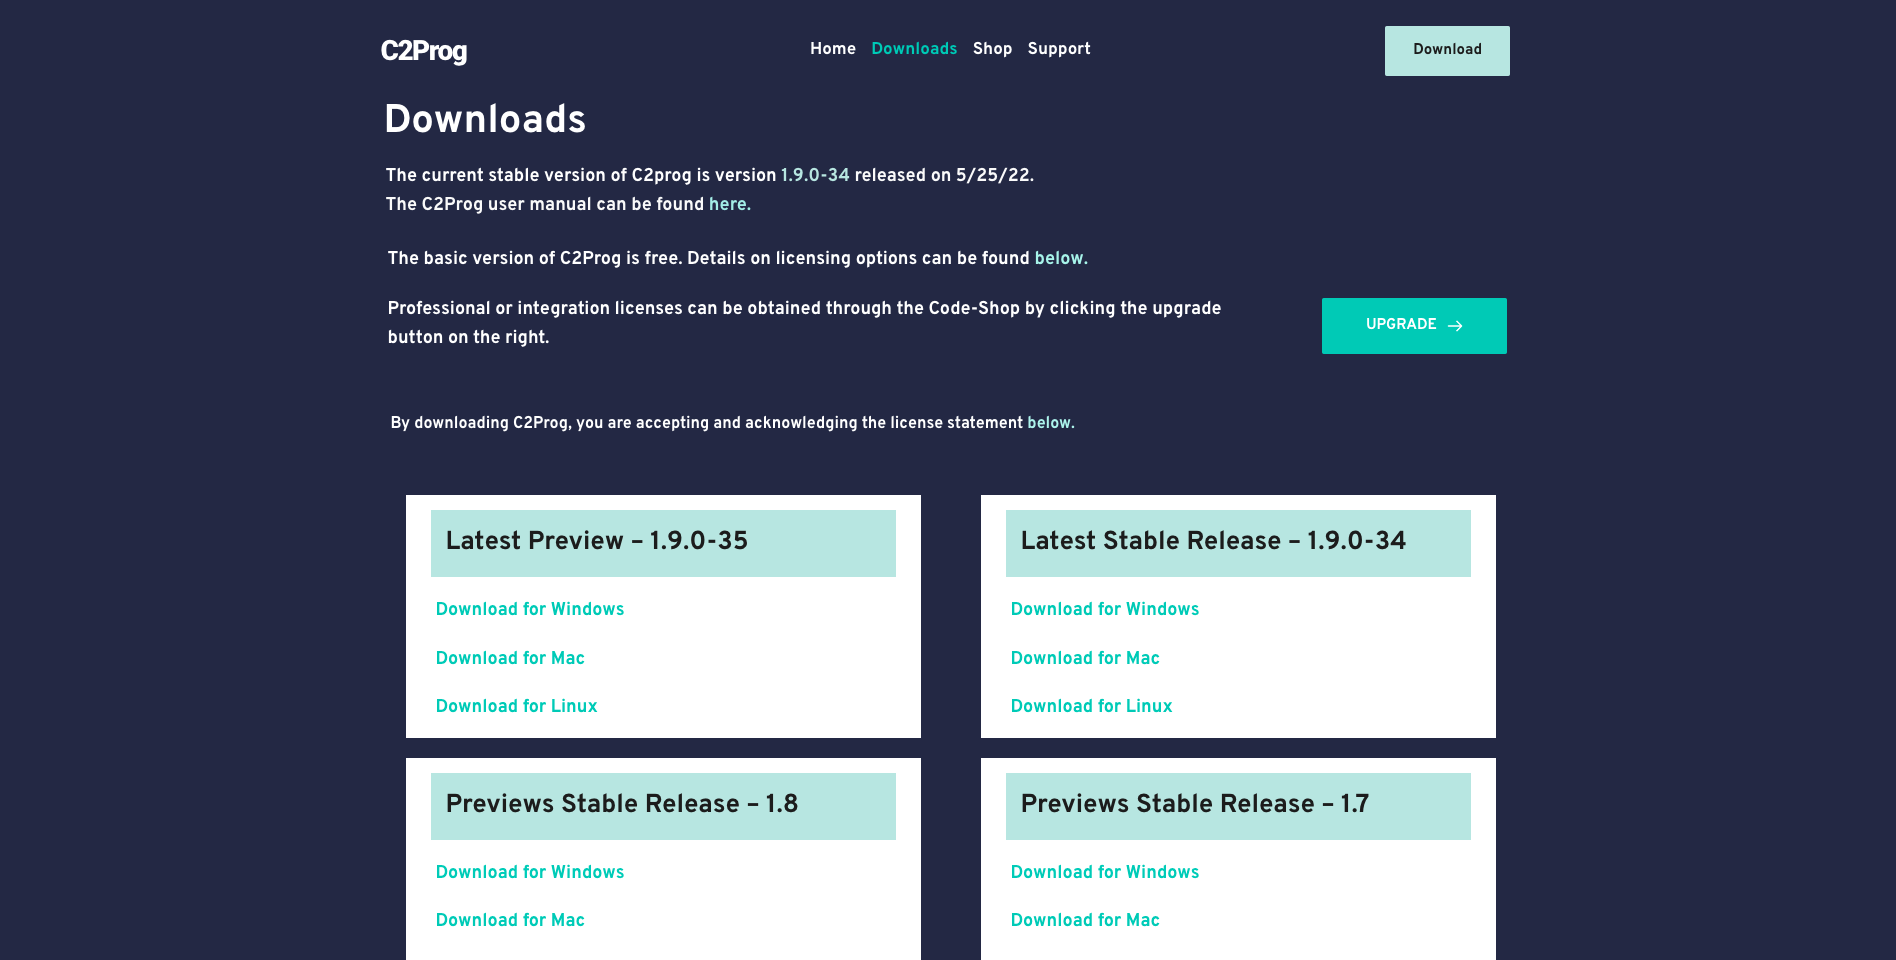 C2Prog
Home Downloads Shop Support
Download
Downloads
The current stable version of C2prog is version 1.9.0-34 released on 5/25/22.
The C2Prog user manual can be found here.
The basic version of C2Prog is free. Details on licensing options can be found below.
Professional or integration licenses can be obtained through the Code-Shop by clicking the upgrade
button on the right.
UPGRADE →
By downloading C2Prog, you are accepting and acknowledging the license statement below.
Latest Preview – 1.9.0-35
Download for Windows
Download for Mac
Download for Linux
Latest Stable Release – 1.9.0-34
Download for Windows
Download for Mac
Download for Linux
Previews Stable Release – 1.8
Download for Windows
Download for Mac
Previews Stable Release – 1.7
Download for Windows
Download for Mac